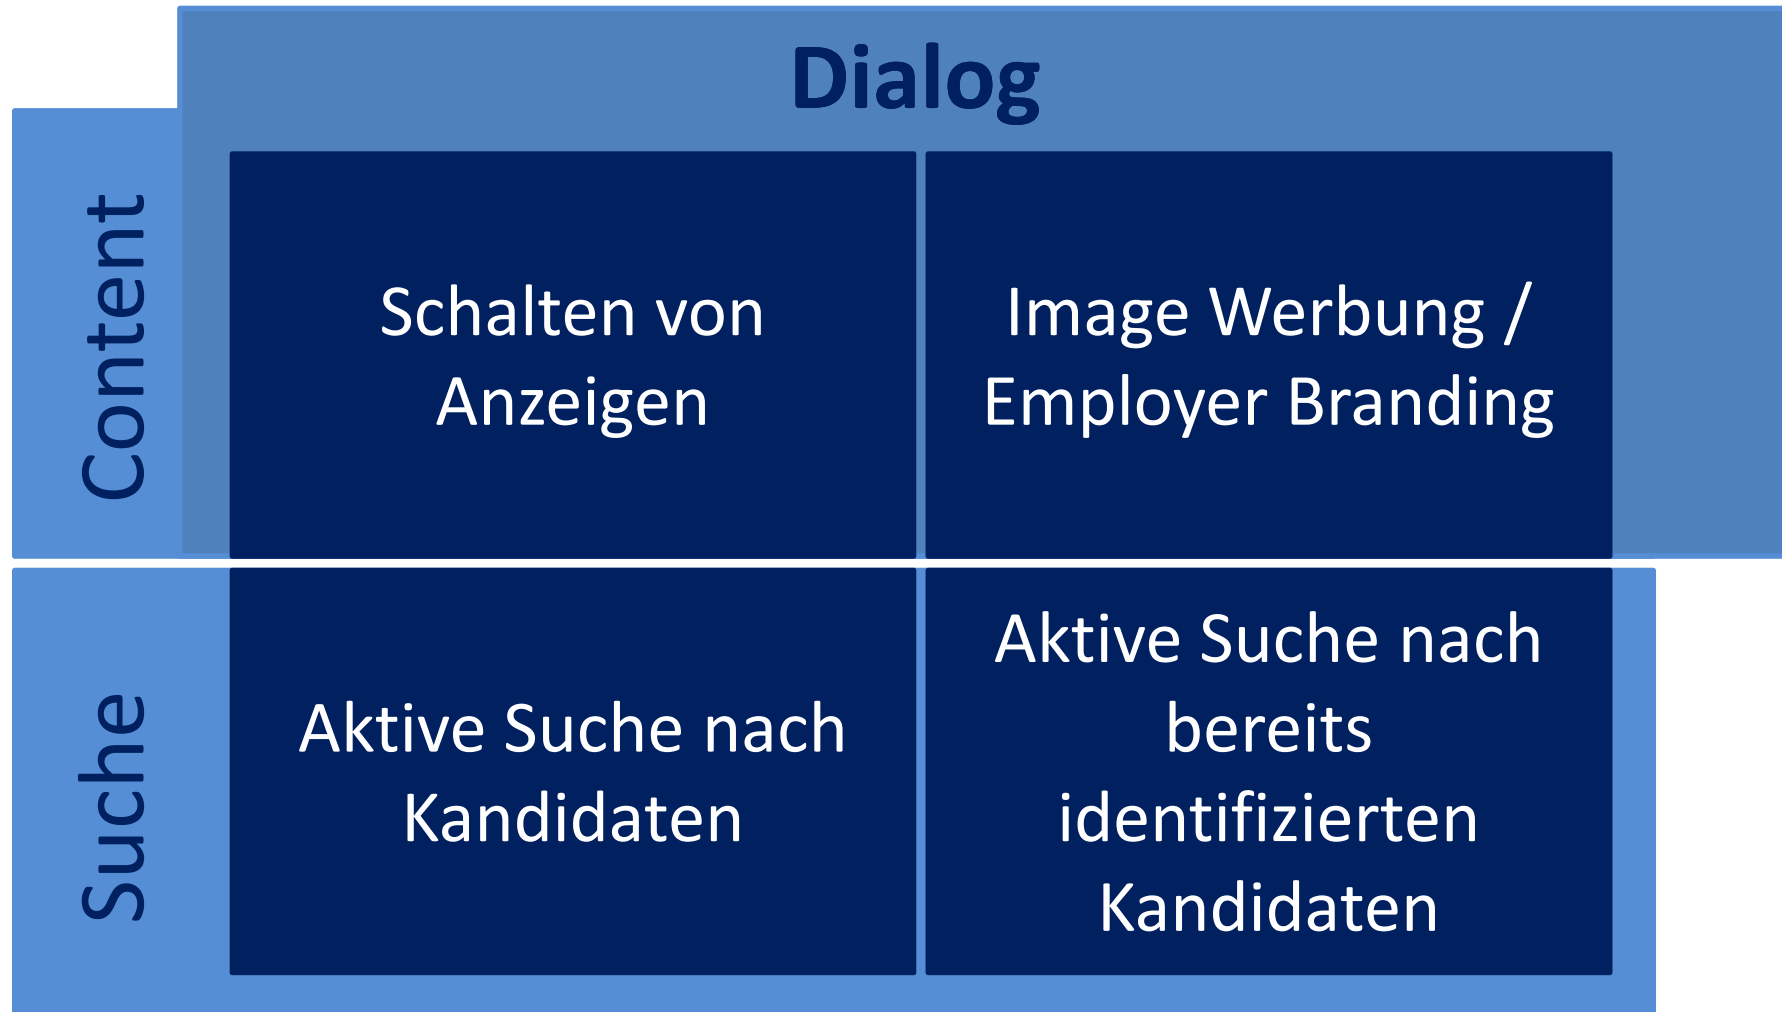 Dialog
Content
Schalten von
Anzeigen
Image Werbung /
Employer Branding
Suche
Aktive Suche nach
Kandidaten
Aktive Suche nach
bereits
identifizierten
Kandidaten